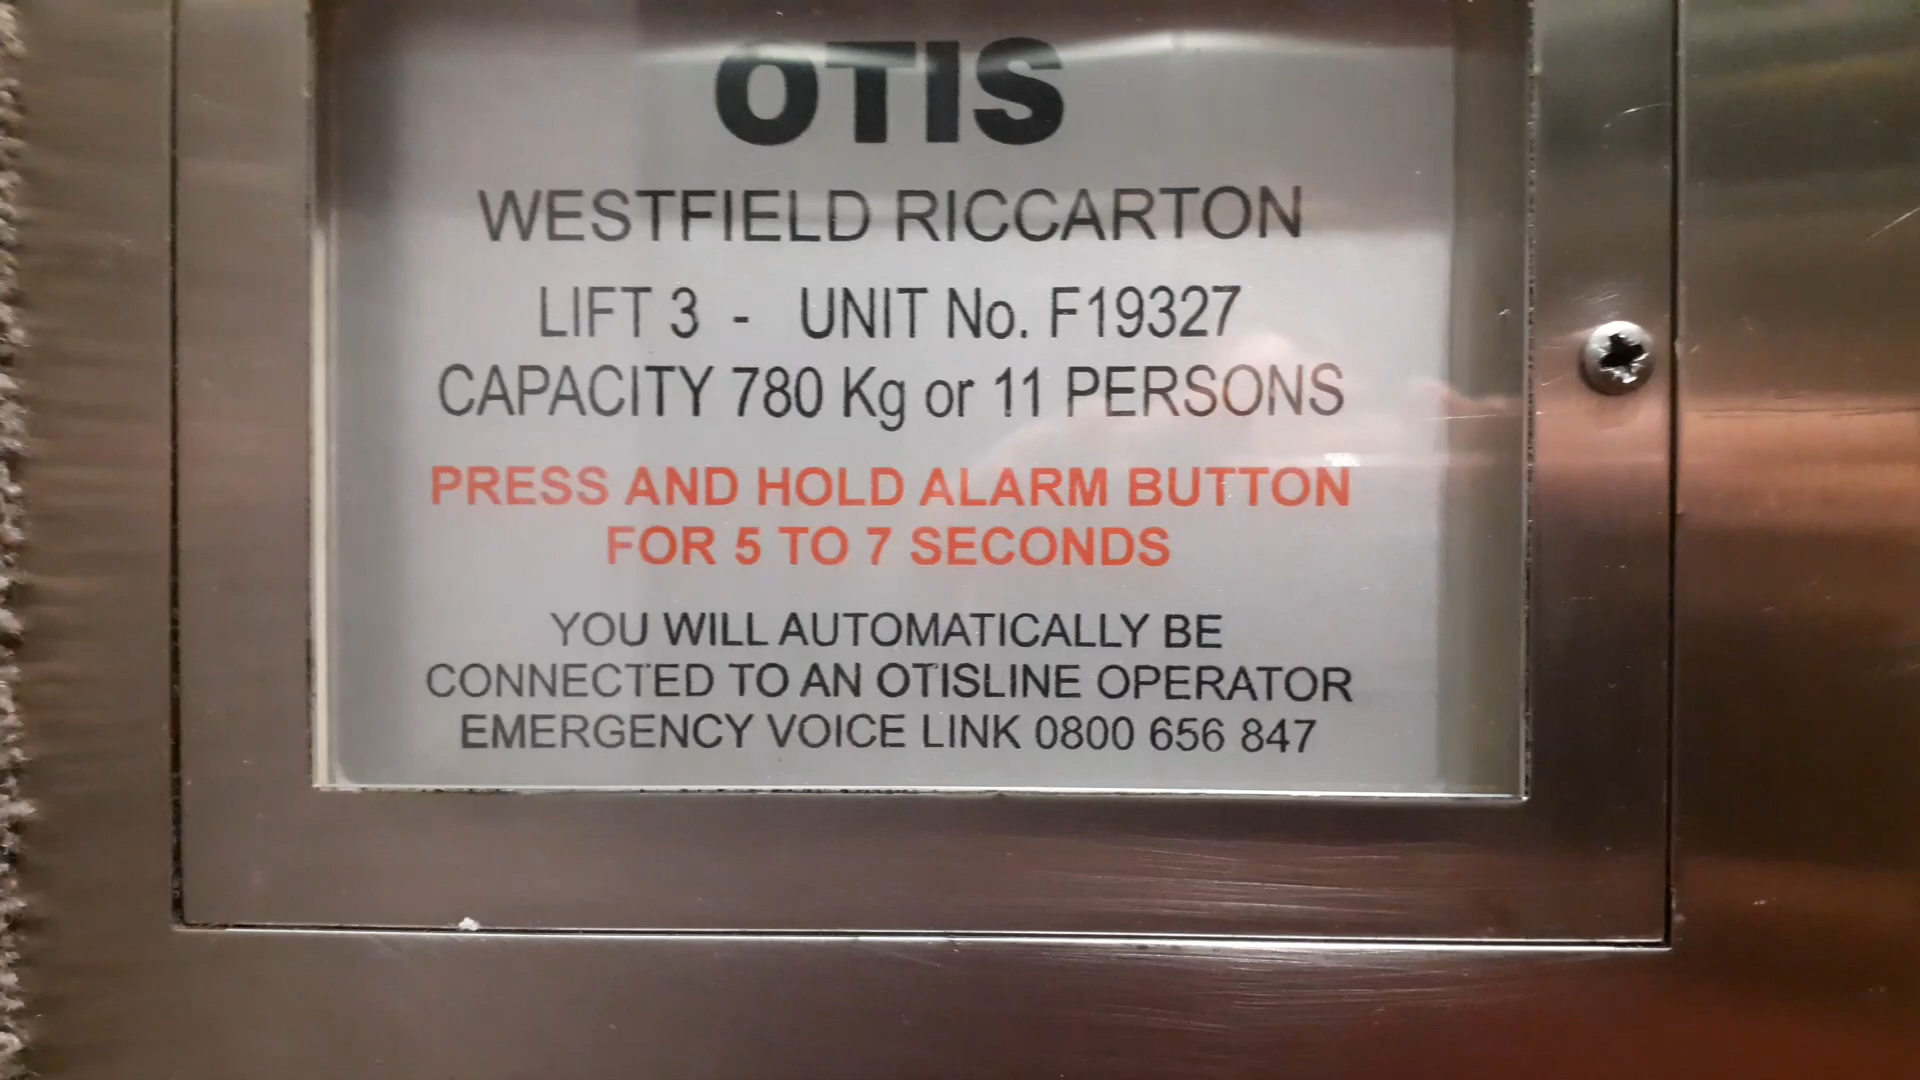 OTIS
WESTFIELD RICCARTON
LIFT 3 - UNIT No. F19327
CAPACITY 780 Kg or 11 PERSONS
PRESS AND HOLD ALARM BUTTON
FOR 5 TO 7 SECONDS
YOU WILL AUTOMATICALLY BE
CONNECTED TO AN OTISLINE OPERATOR
EMERGENCY VOICE LINK 0800 656 847